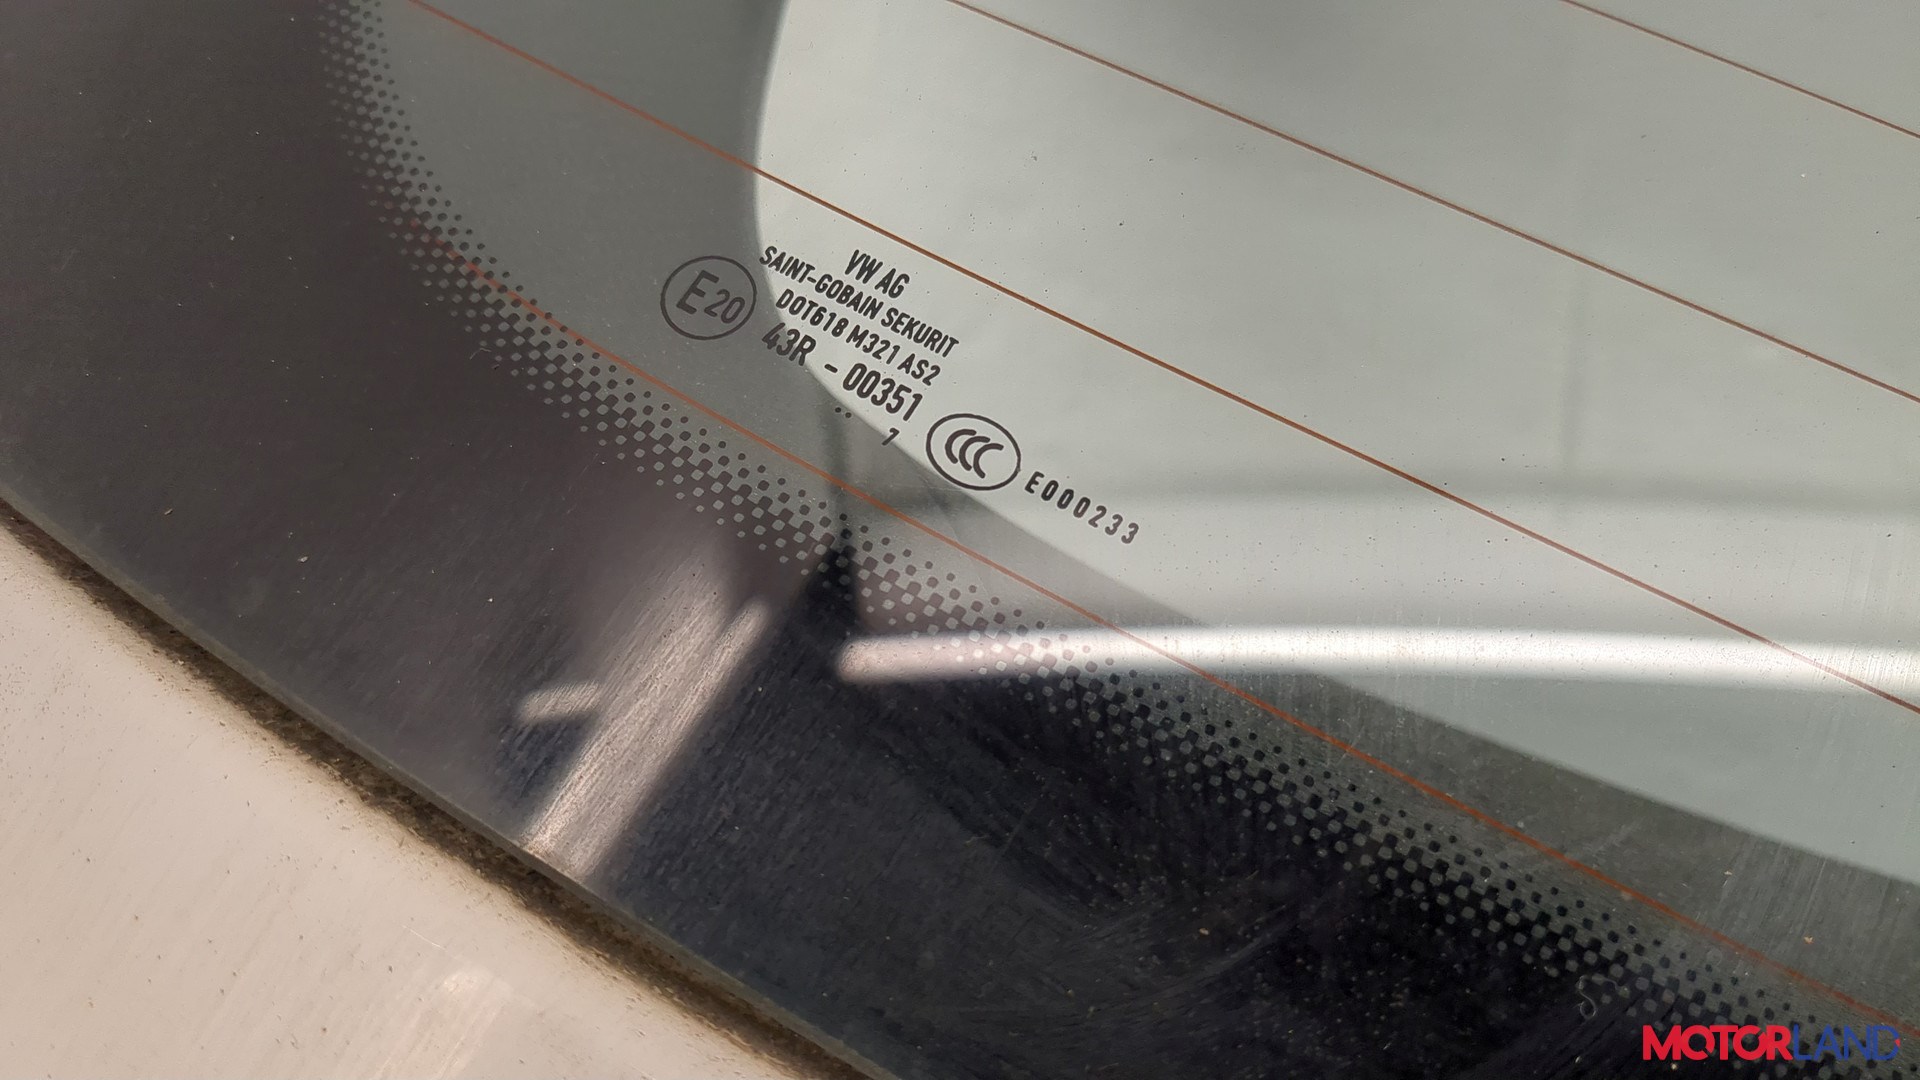 VW AG
SAINT-GOBAIN SEKURIT
E20
DOT618 M321 AS2
43R - 00351
..7
CCC E000233
MOTORLAND